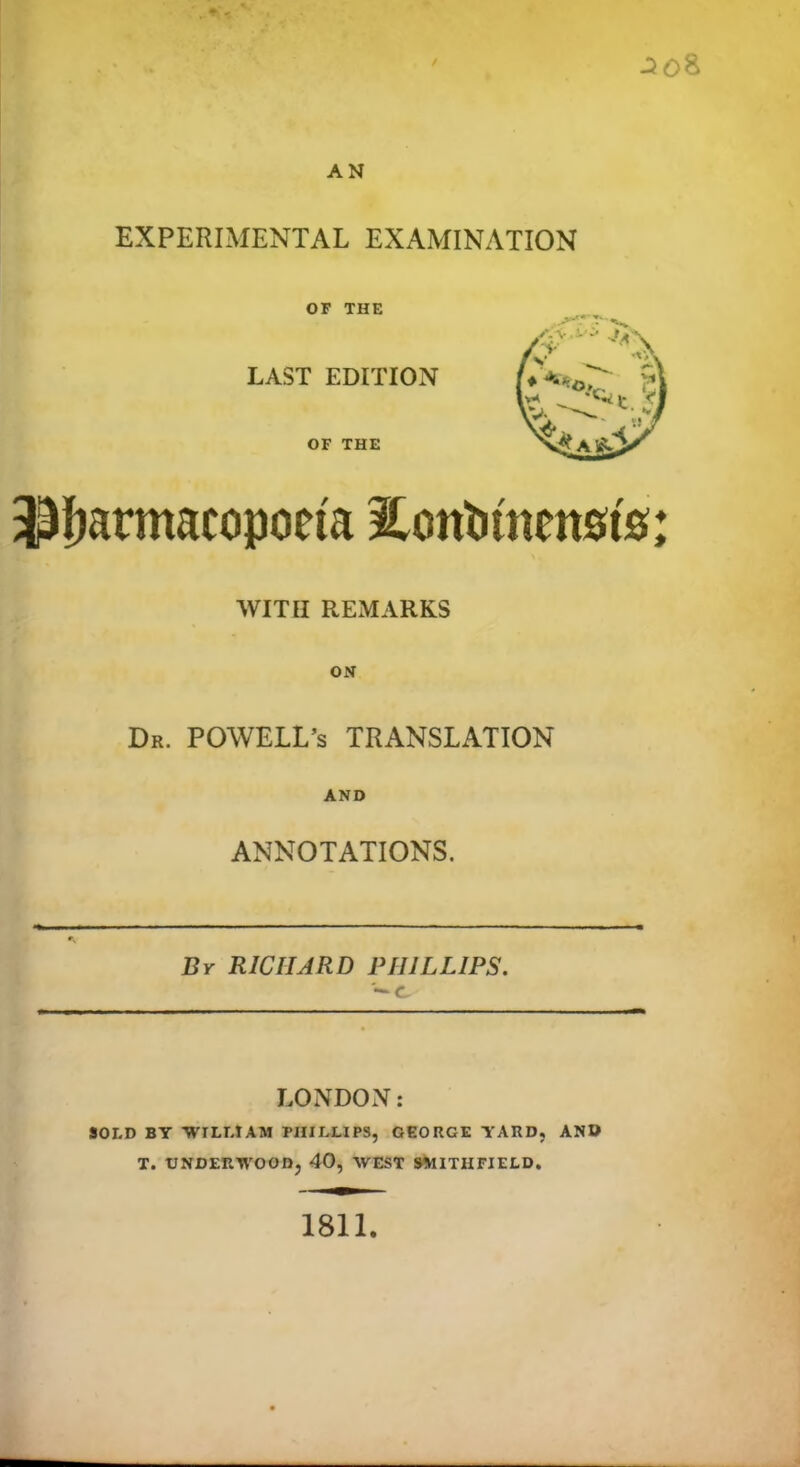 208
AN
EXPERIMENTAL EXAMINATION
OF THE
LAST EDITION
OF THE
Pharmacopoeia Londinensis;
WITH REMARKS
ON
Dr. POWELL's TRANSLATION
AND
ANNOTATIONS.
By RICHARD PHILLIPS.
LONDON:
SOLD BY WILLIAM PHILLIPS, GEORGE YARD, AND
T. UNDERWOOD, 40, WEST SMITHFIELD.
1811.